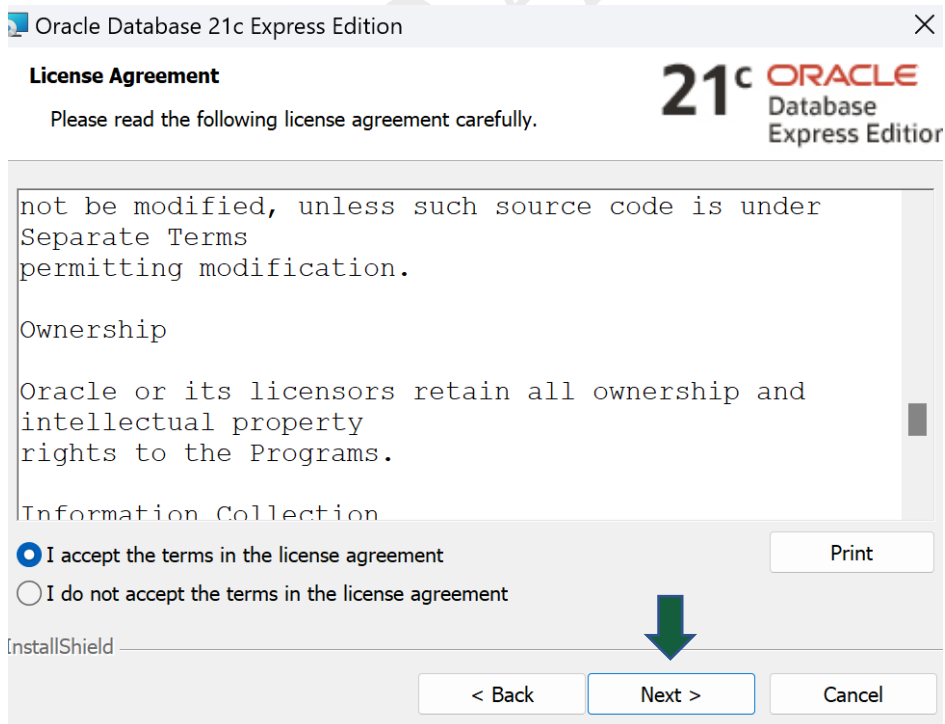 Oracle Database 21c Express Edition
License Agreement
Please read the following license agreement carefully.
21c ORACLE
Database
Express Edition
not be modified, unless such source code is under
Separate Terms
permitting modification.
Ownership
Oracle or its licensors retain all ownership and
intellectual property
rights to the Programs.
Information Collection
I accept the terms in the license agreement
Print
I do not accept the terms in the license agreement
InstallShield
< Back
Next >
Cancel